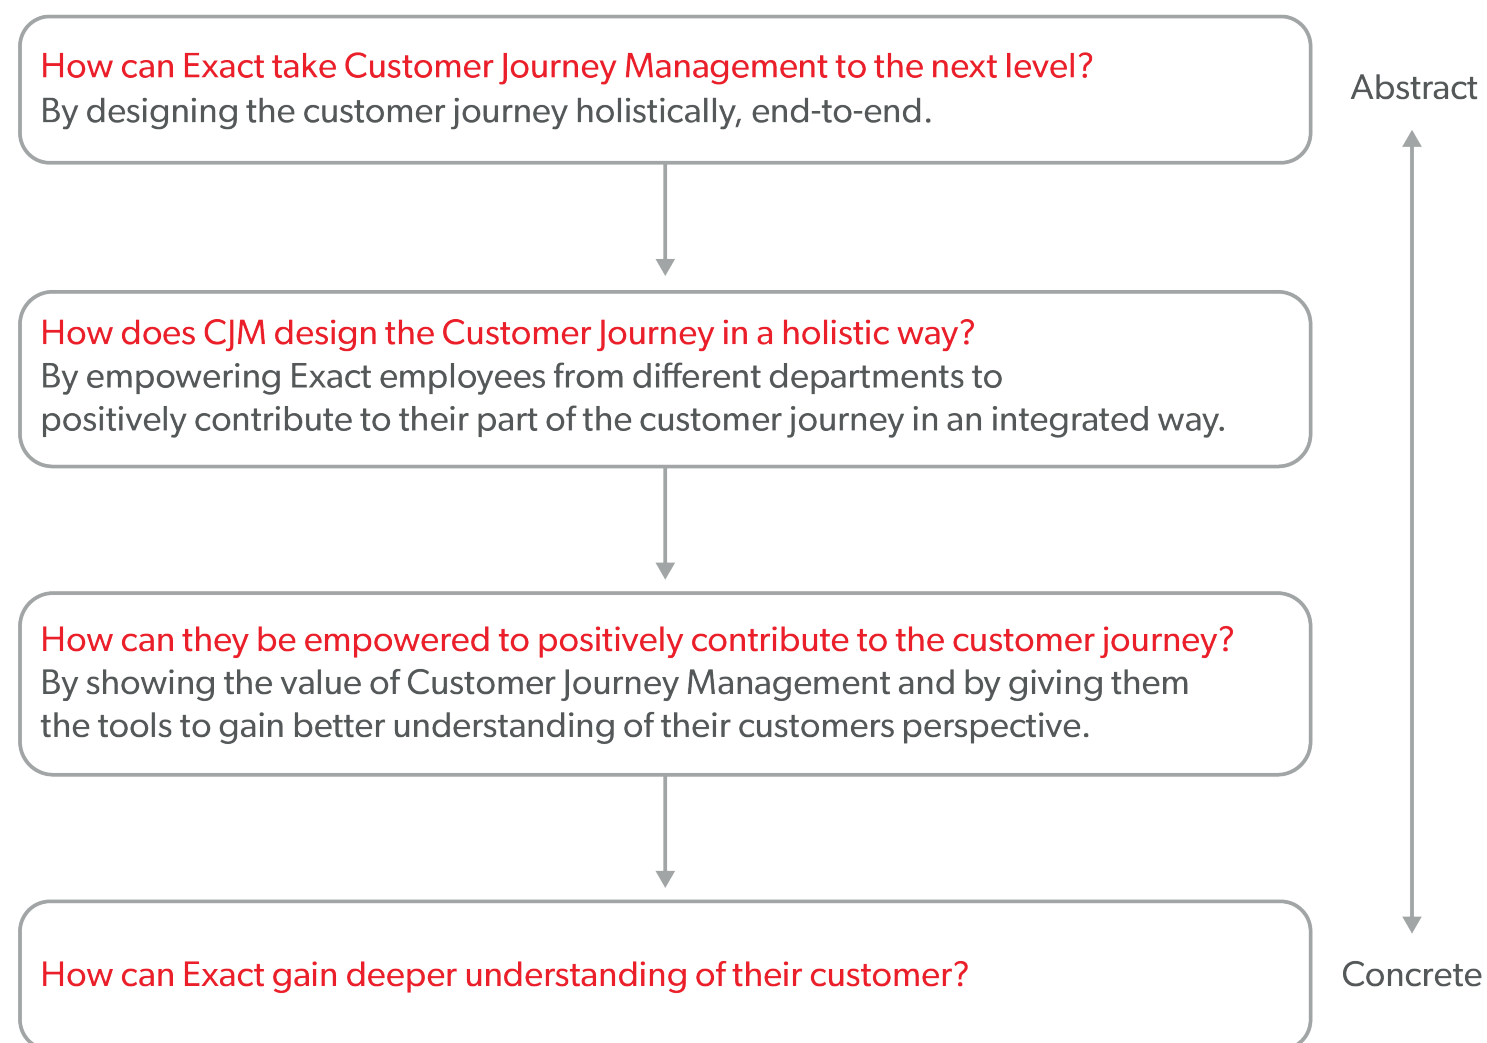 How can Exact take Customer Journey Management to the next level?
By designing the customer journey holistically, end-to-end.
Abstract
How does CJM design the Customer Journey in a holistic way?
By empowering Exact employees from different departments to
positively contribute to their part of the customer journey in an integrated way.
How can they be empowered to positively contribute to the customer journey?
By showing the value of Customer Journey Management and by giving them
the tools to gain better understanding of their customers perspective.
How can Exact gain deeper understanding of their customer?
Concrete